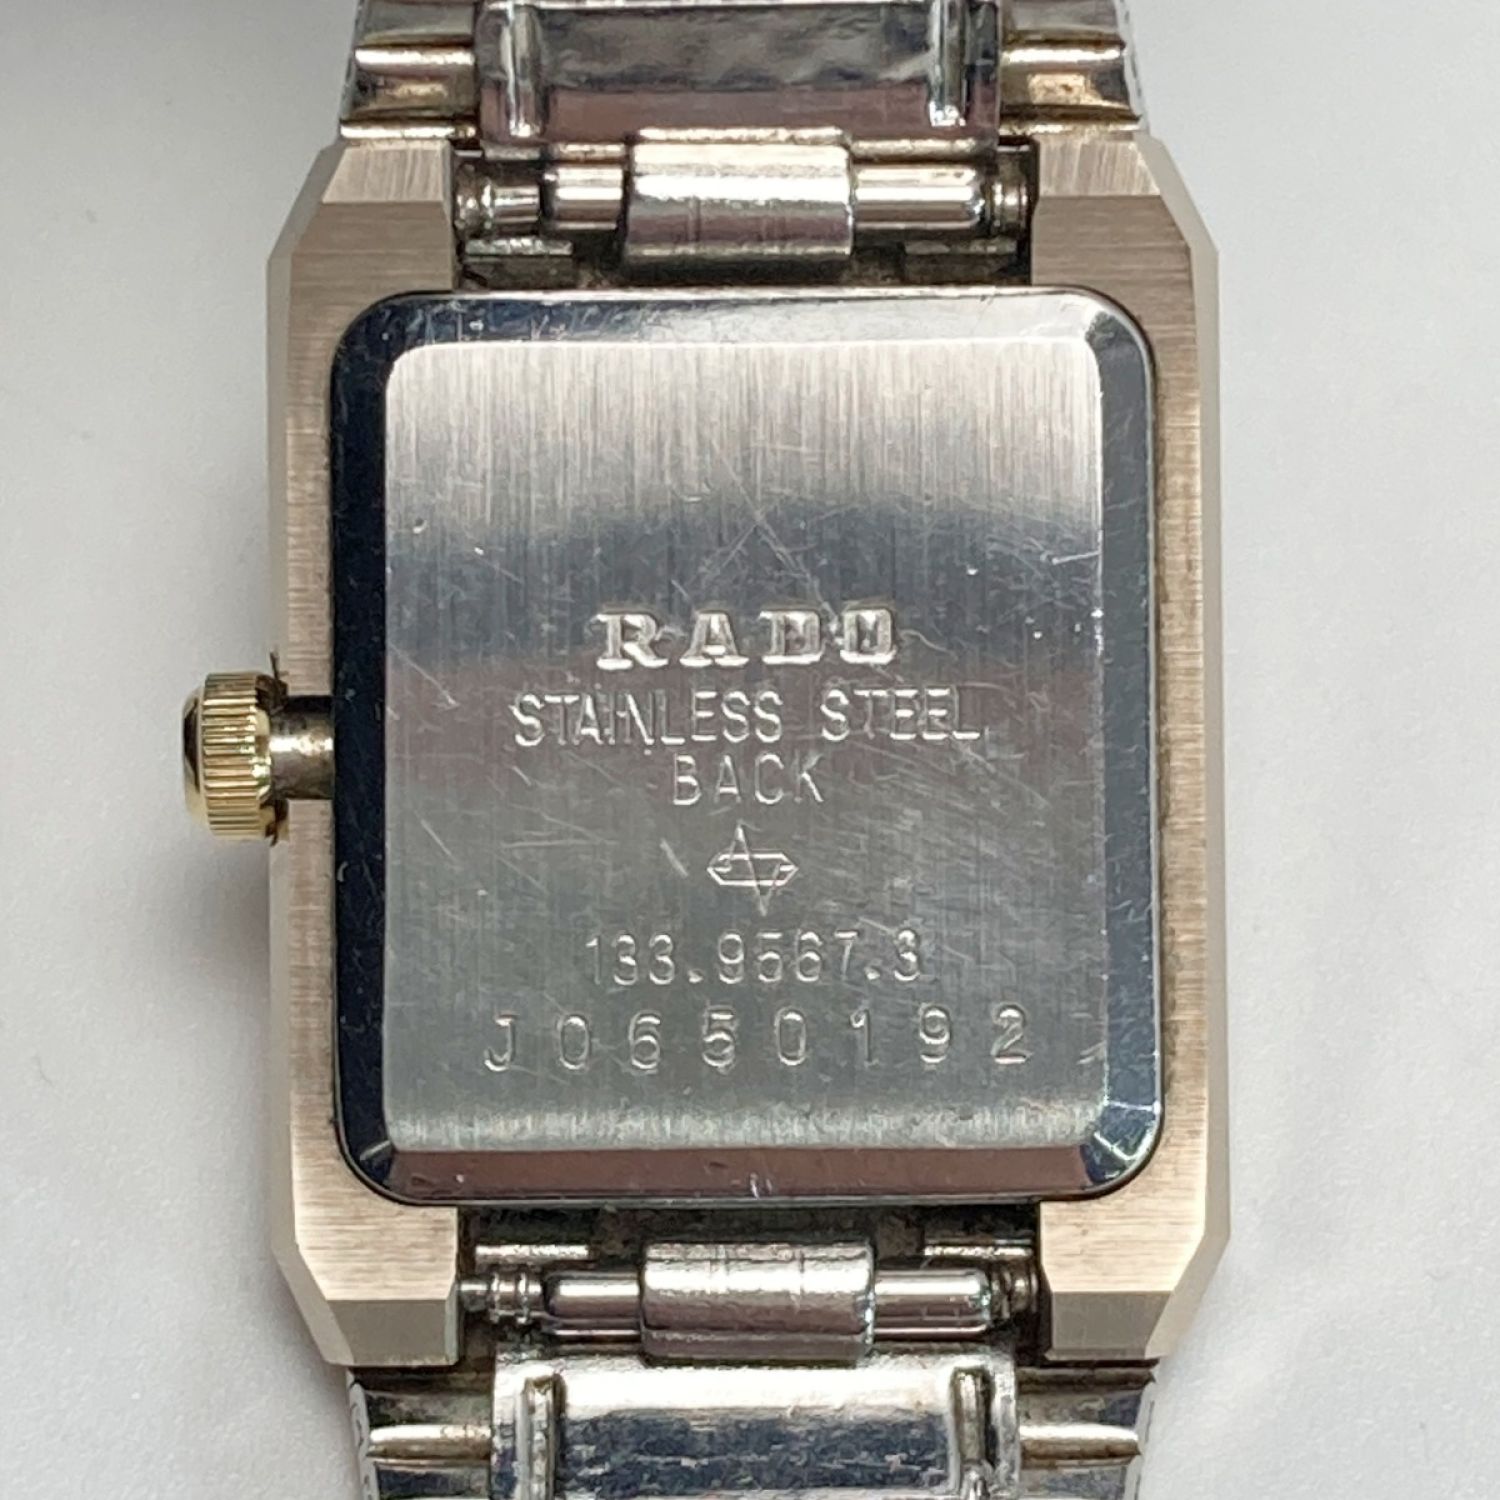 RADO
STAINLESS STEEL
BACK
133.9567.3
J0650192